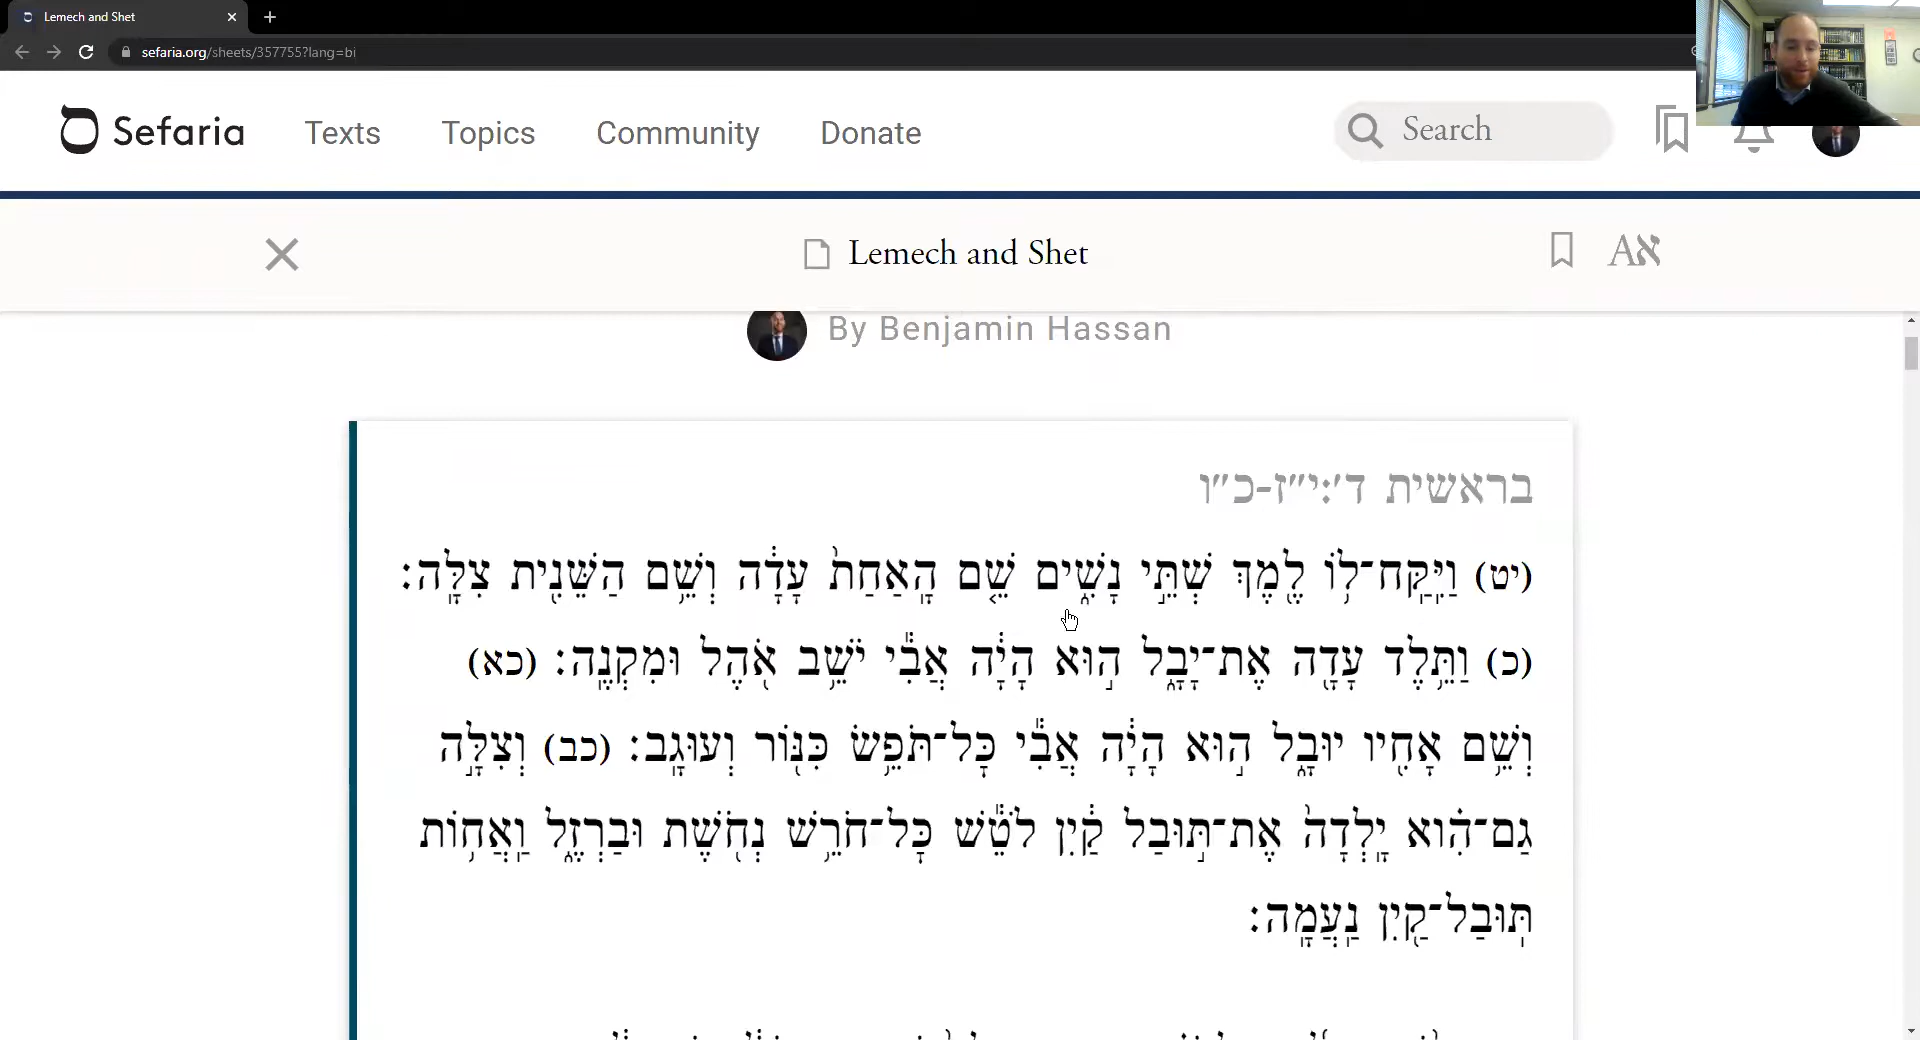 Lemech and Shet
sefaria.org/sheets/357755?lang=bi
Sefaria Texts Topics Community Donate Search
Lemech and Shet Aא
By Benjamin Hassan
בראשית ד׳:י״ז-כ״ו
(יט) וַיִּֽקַּֽח־ל֥וֹ לֶ֖מֶךְ שְׁתֵּ֣י נָשִׁ֑ים שֵׁ֤ם הָֽאַחַת֙ עָדָ֔ה וְשֵׁ֥ם הַשֵּׁנִ֖ית צִלָּֽה׃
(כ) וַתֵּ֥לֶד עָדָ֖ה אֶת־יָבָ֑ל ה֣וּא הָיָ֔ה אֲבִ֕י יֹשֵׁ֥ב אֹ֖הֶל וּמִקְנֶֽה׃ (כא)
וְשֵׁ֥ם אָחִ֖יו יוּבָ֑ל ה֣וּא הָיָ֔ה אֲבִ֕י כׇּל־תֹּפֵ֥שׂ כִּנּ֖וֹר וְעוּגָֽב׃ (כב) וְצִלָּ֣ה
גַם־הִ֗וא יָֽלְדָה֙ אֶת־תּ֣וּבַל קַ֔יִן לֹטֵ֕שׁ כׇּל־חֹרֵ֥שׁ נְחֹ֖שֶׁת וּבַרְזֶ֑ל וַֽאֲח֥וֹת
תּֽוּבַל־קַ֖יִן נַֽעֲמָֽה׃